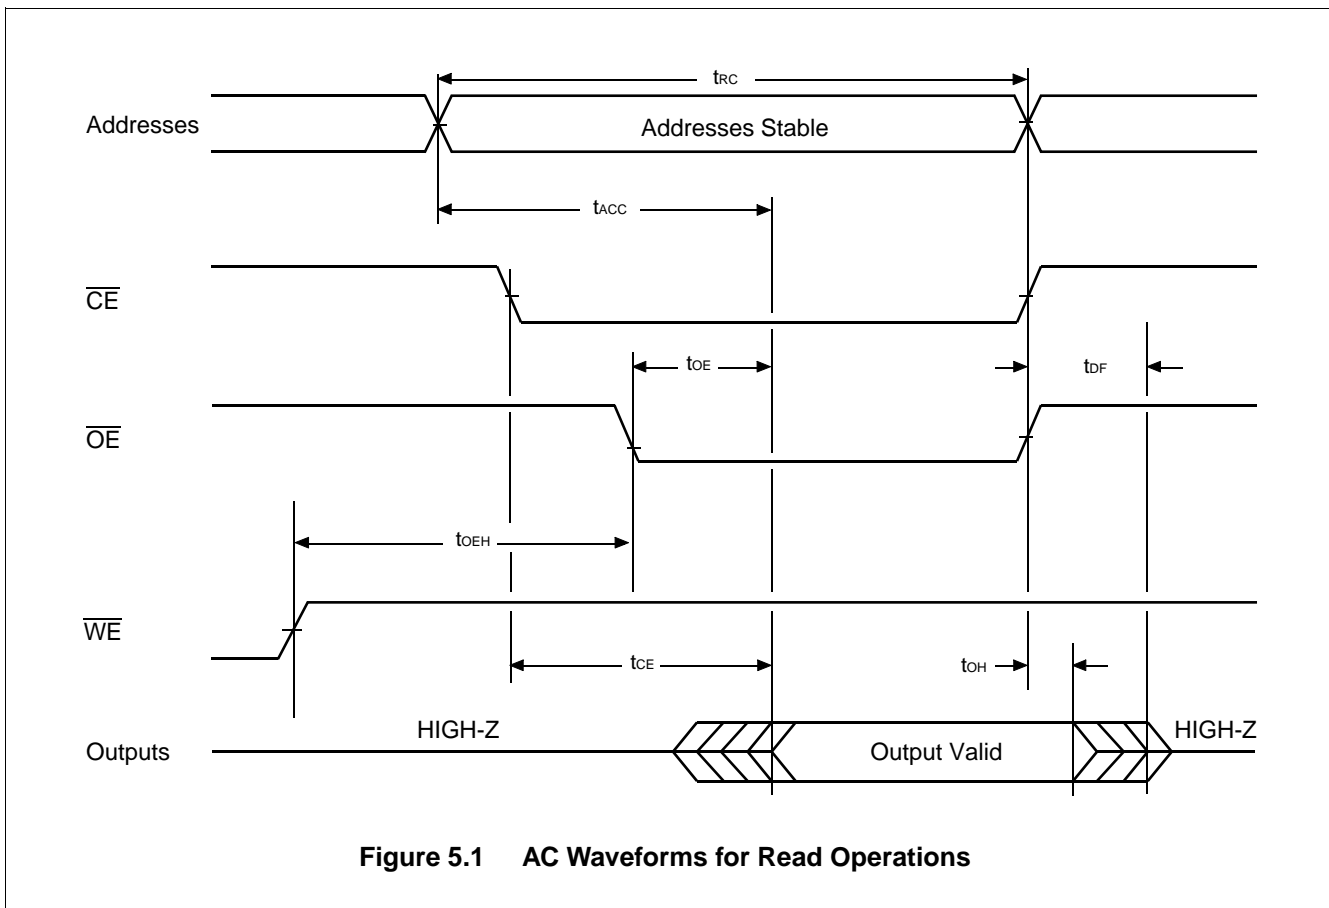 tRC
Addresses
Addresses Stable
tACC
CE
tOE
tDF
OE
tOEH
WE
tCE
tOH
HIGH-Z
HIGH-Z
Outputs
Output Valid
Figure 5.1 AC Waveforms for Read Operations